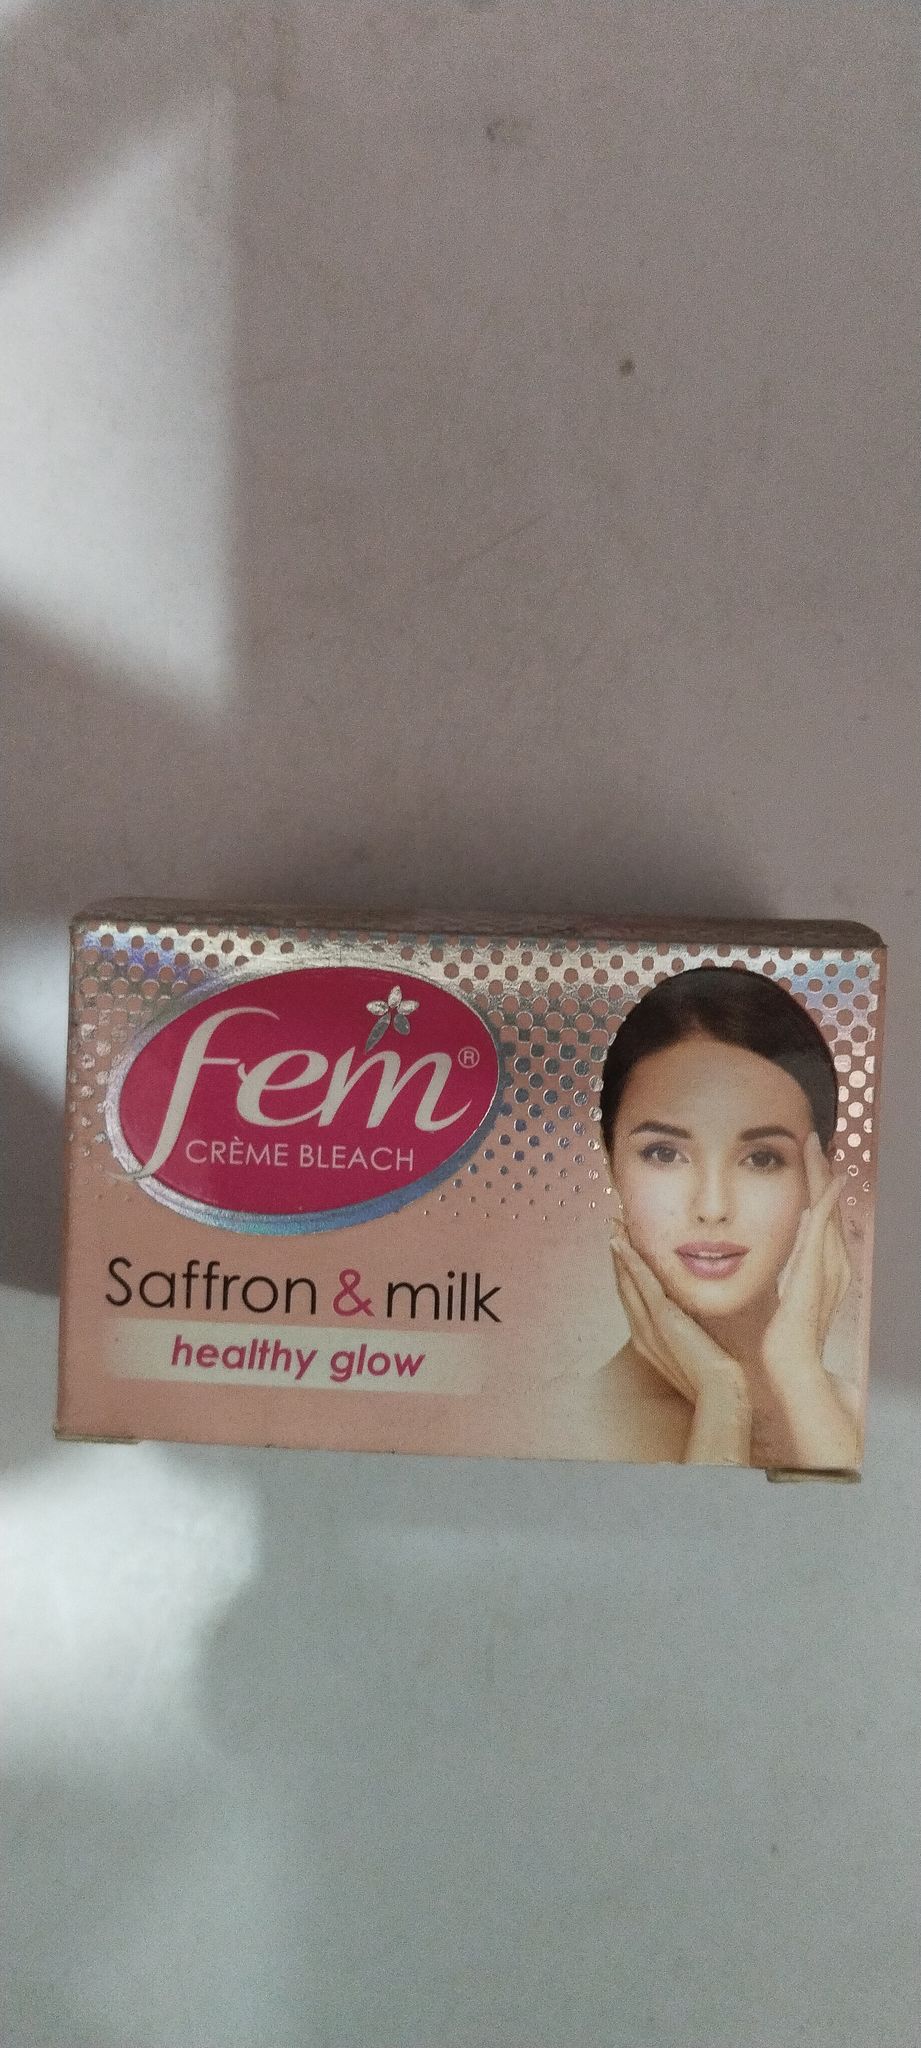 fem®
CRÈME BLEACH
Saffron & milk
healthy glow